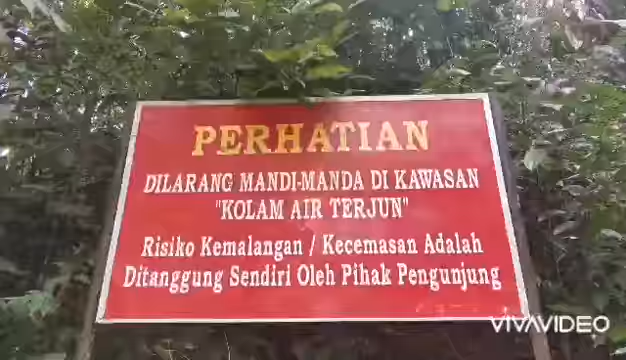 PERHATIAN
DILARANG MANDI-MANDA DI KAWASAN
"KOLAM AIR TERJUN"
Risiko Kemalangan / Kecemasan Adalah
Ditanggung Sendiri Oleh Pihak Pengunjung
VIVAVIDEO